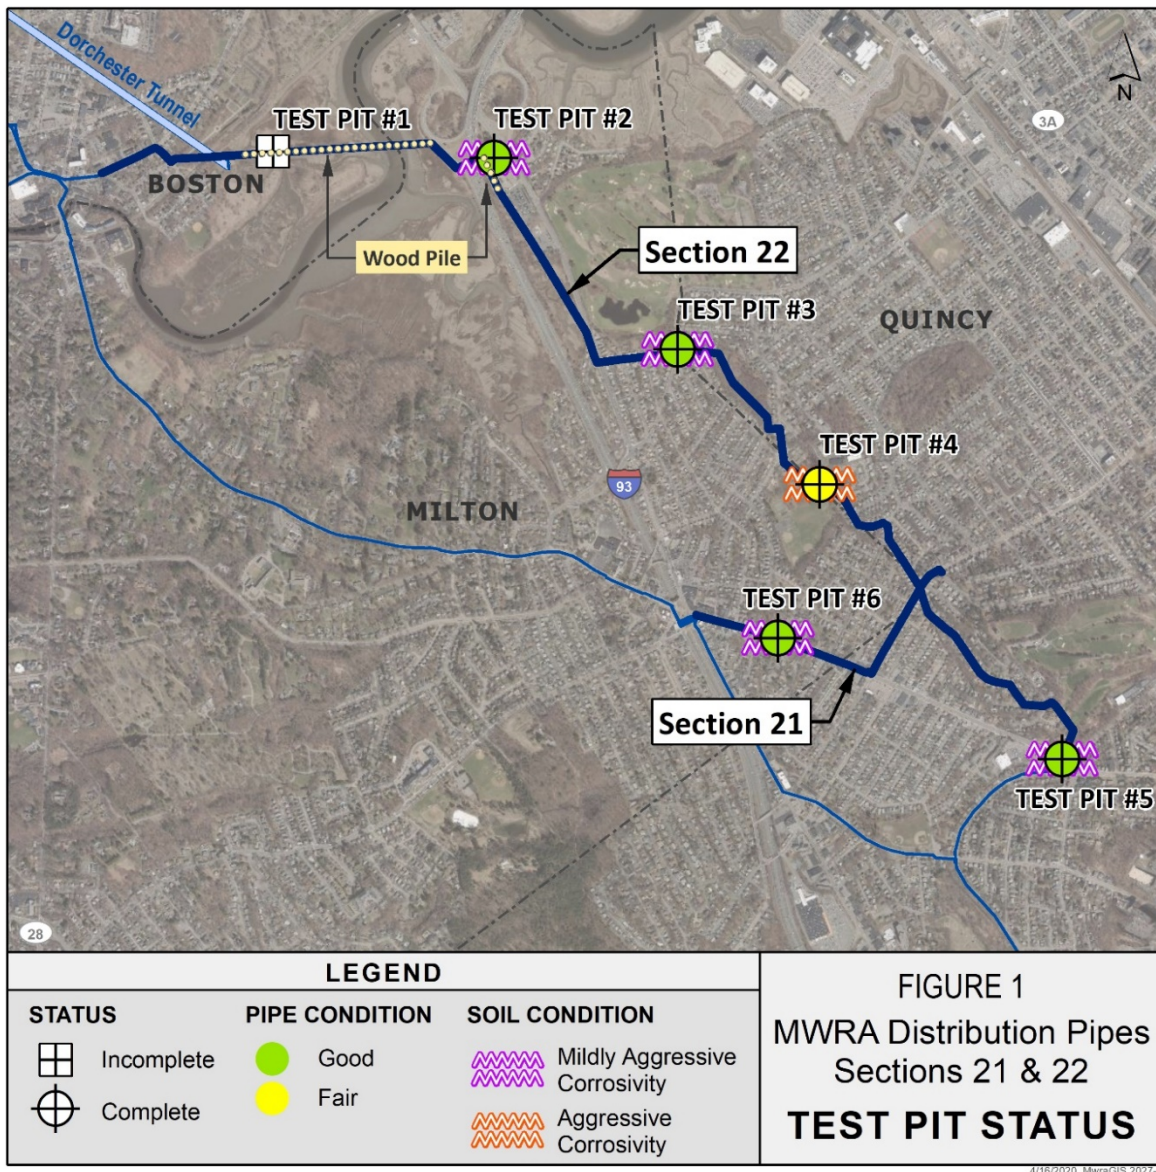 Dorchester Tunnel
TEST PIT #1
TEST PIT #2
N
3A
BOSTON
Wood Pile
Section 22
TEST PIT #3
QUINCY
TEST PIT #4
93
MILTON
TEST PIT #6
Section 21
TEST PIT #5
28
LEGEND
STATUS
Incomplete
Complete
PIPE CONDITION
Good
Fair
SOIL CONDITION
Mildly Aggressive
Corrosivity
Aggressive
Corrosivity
FIGURE 1
MWRA Distribution Pipes
Sections 21 & 22
TEST PIT STATUS